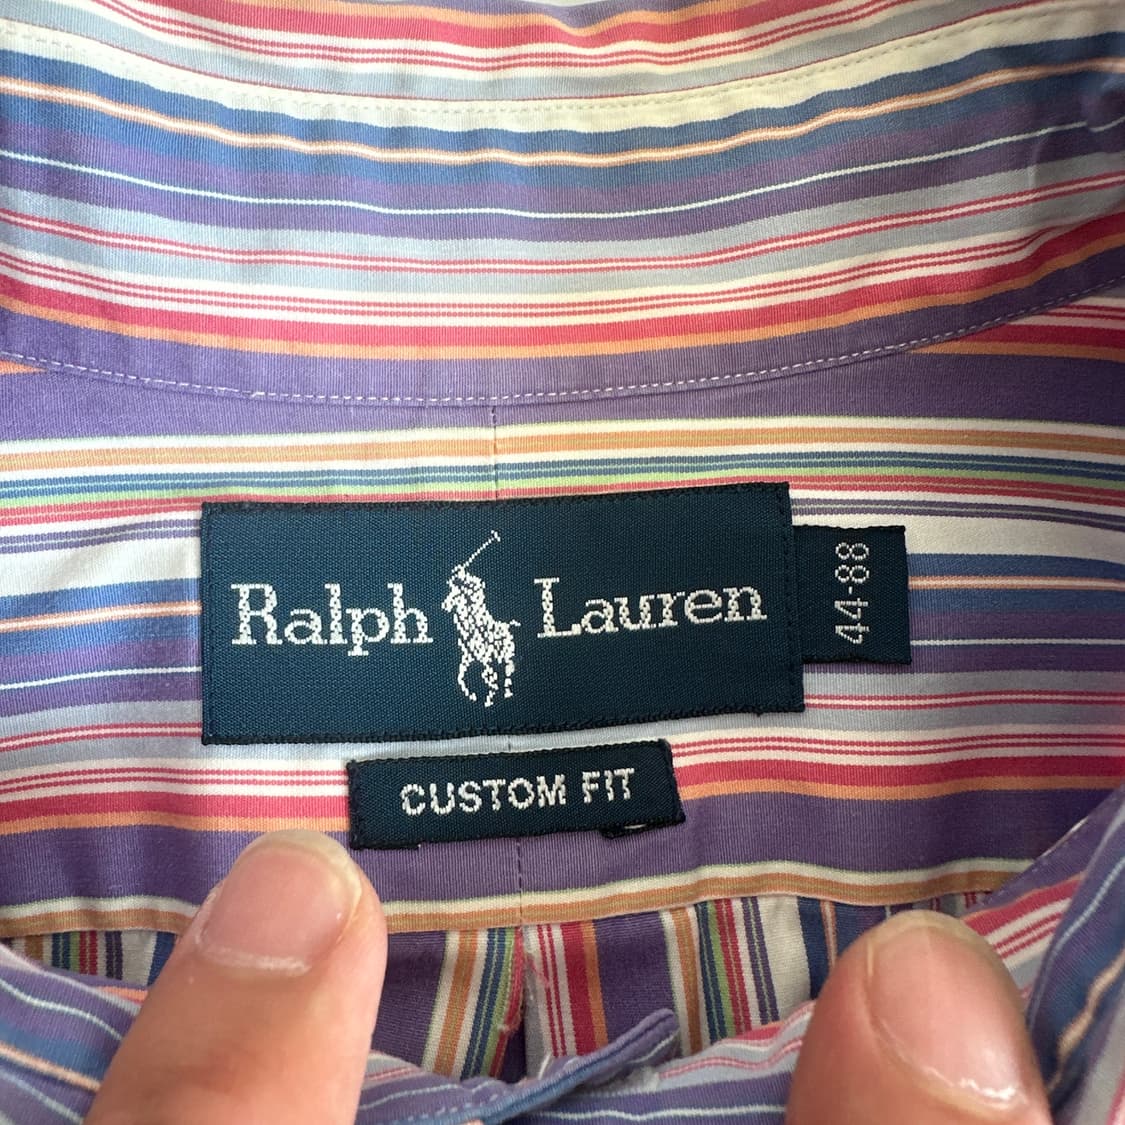 Ralph Lauren
44-88
CUSTOM FIT